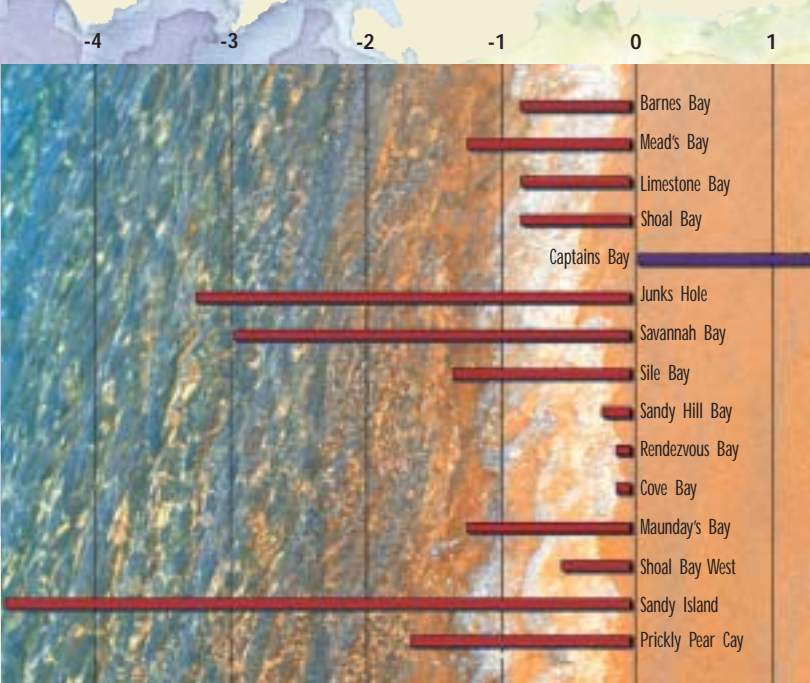 -4 -3 -2 -1 0 1
Barnes Bay
Mead's Bay
Limestone Bay
Shoal Bay
Captains Bay
Junks Hole
Savannah Bay
Sile Bay
Sandy Hill Bay
Rendezvous Bay
Cove Bay
Maunday's Bay
Shoal Bay West
Sandy Island
Prickly Pear Cay